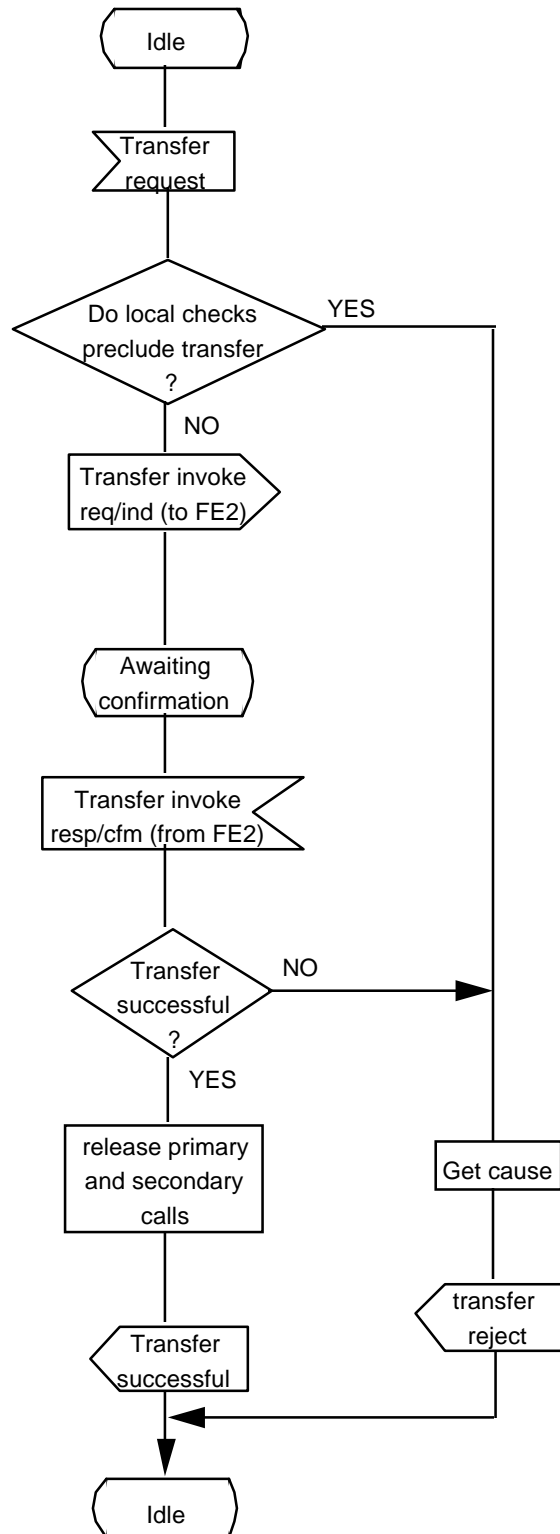 Idle
Transfer
request
Do local checks
preclude transfer
?
YES
NO
Transfer invoke
req/ind (to FE2)
Awaiting
confirmation
Transfer invoke
resp/cfm (from FE2)
Transfer
successful
?
NO
YES
release primary
and secondary
calls
Get cause
transfer
reject
Transfer
successful
Idle